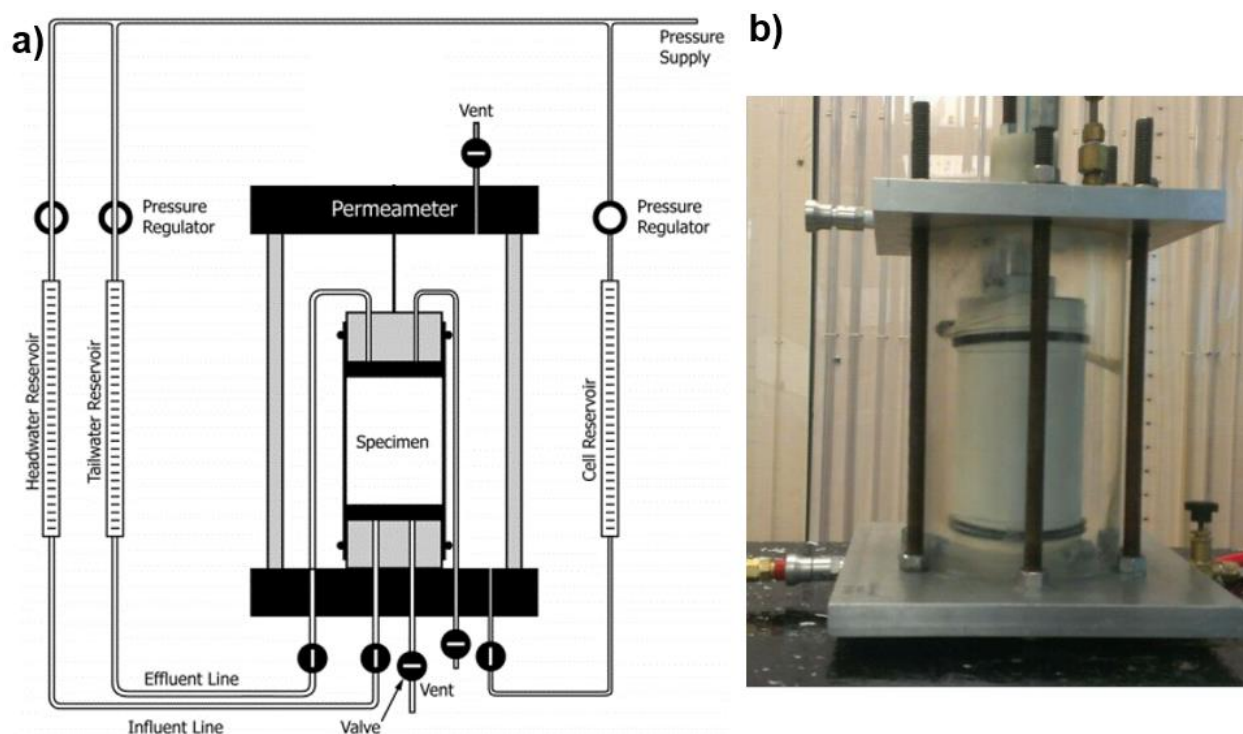 a)
b)
Pressure
Supply
Vent
Permeameter
Pressure
Regulator
Pressure
Regulator
Headwater Reservoir
Tailwater Reservoir
Specimen
Cell Reservoir
Effluent Line
Vent
Influent Line
Valve